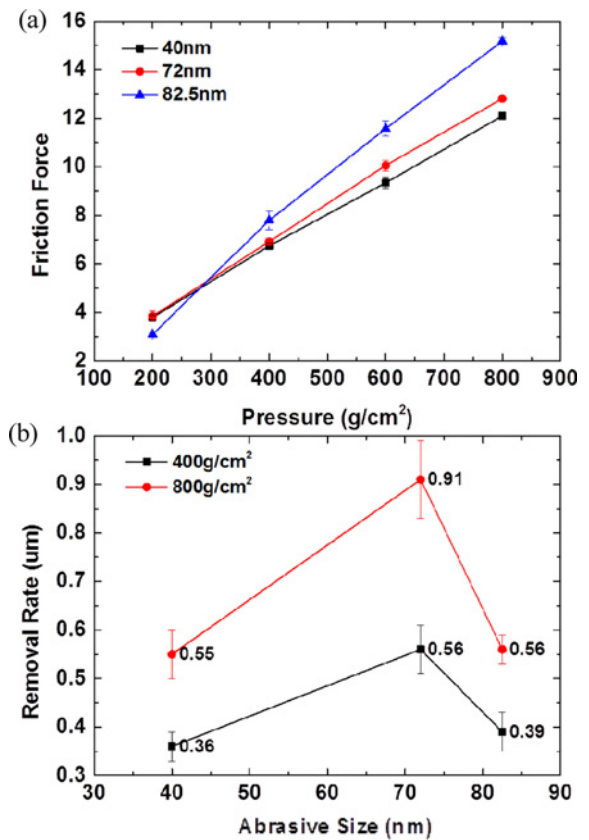 (a)
16
14
12
10
8
6
4
2
Friction Force
40nm
72nm
82.5nm
100 200 300 400 500 600 700 800 900
Pressure (g/cm²)
(b)
1.0
0.9
0.8
0.7
0.6
0.5
0.4
0.3
Removal Rate (um)
400g/cm²
800g/cm²
0.91
0.55
0.56
0.56
0.36
0.39
30 40 50 60 70 80 90
Abrasive Size (nm)